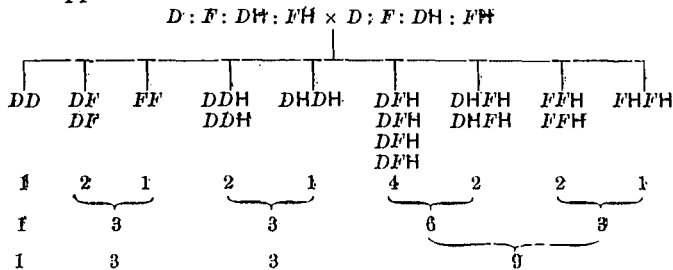 D : F : DH : FH × D ; F : DH : FH
DD DF FF DDH DHDH DFH DHFH FFH FHFH
DF DDH DFH DHFH FFH
DFH
DFH
1 2 1 2 1 4 2 2 1
1 3 3 6 3
1 3 3 9